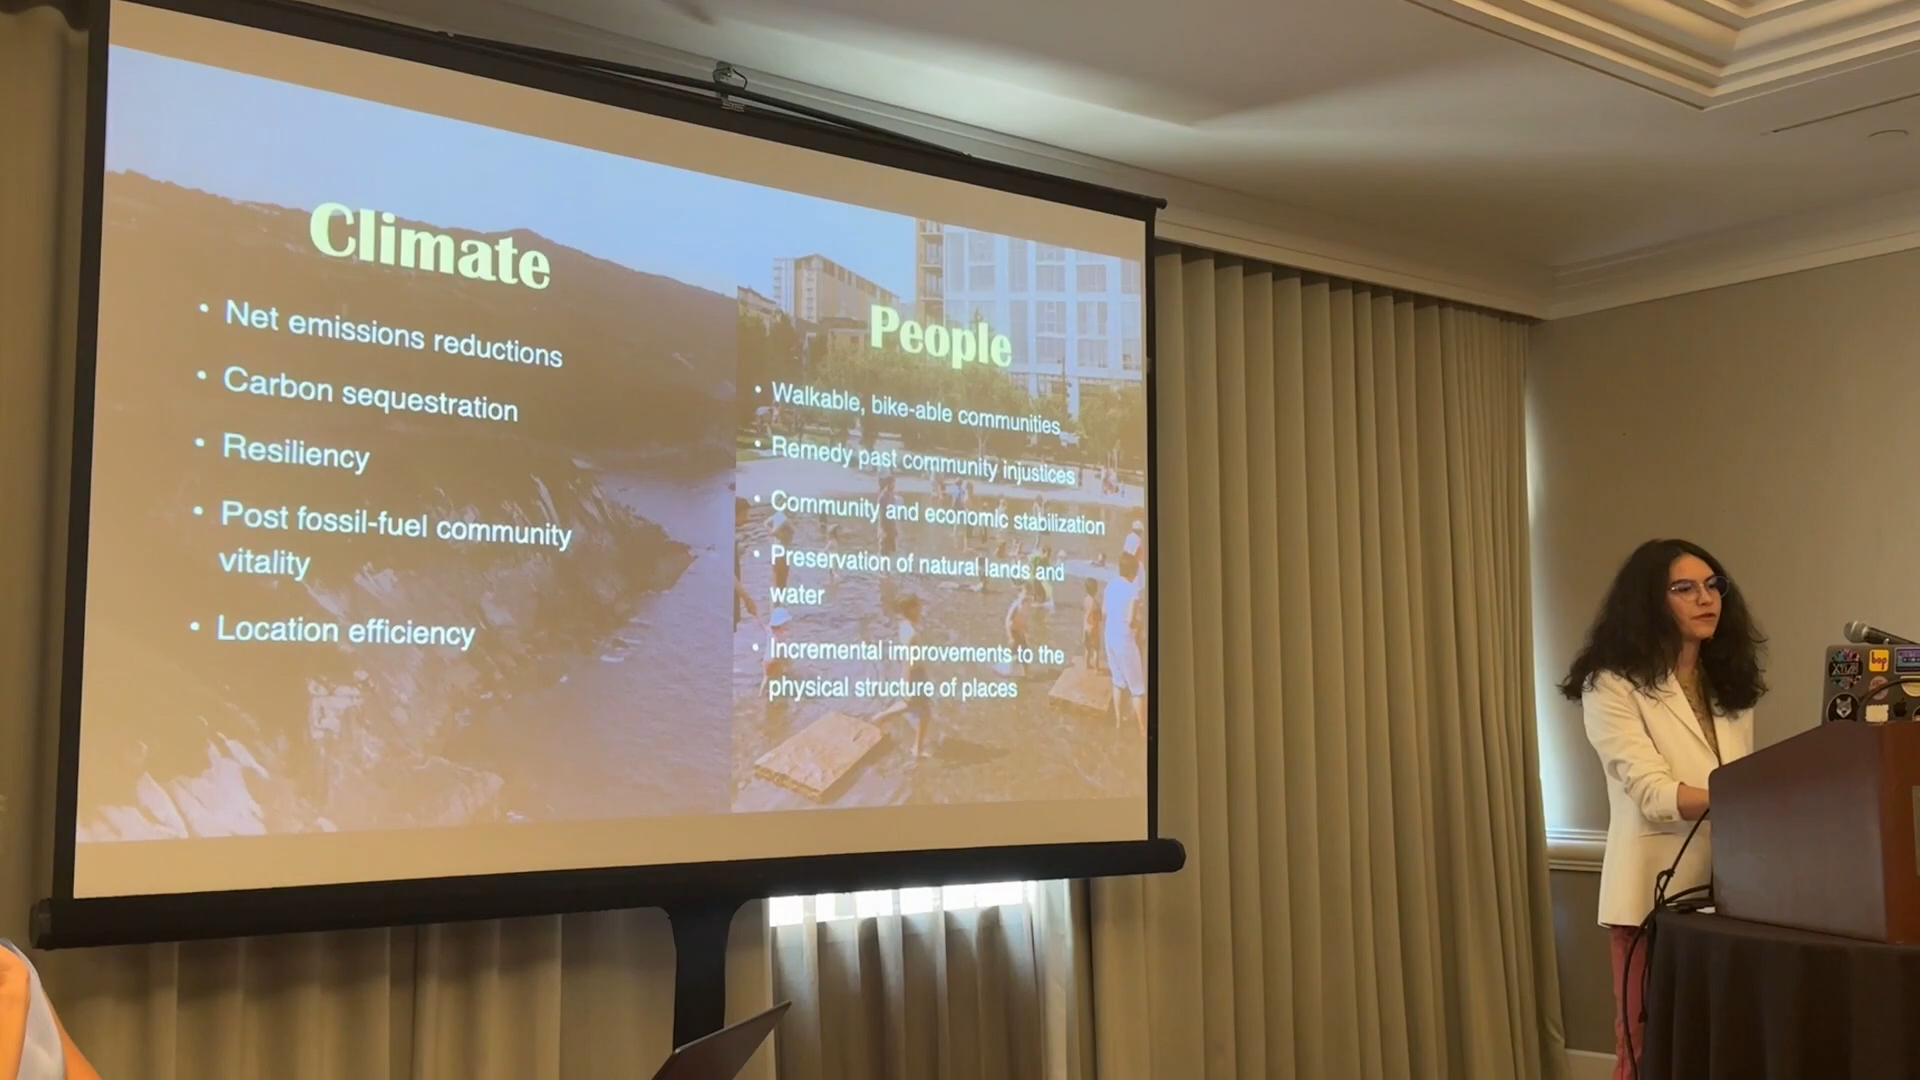 Climate
• Net emissions reductions
• Carbon sequestration
• Resiliency
• Post fossil-fuel community
vitality
• Location efficiency
People
• Walkable, bike-able communities
• Remedy past community injustices
• Community and economic stabilization
• Preservation of natural lands and
water
• Incremental improvements to the
physical structure of places
bop